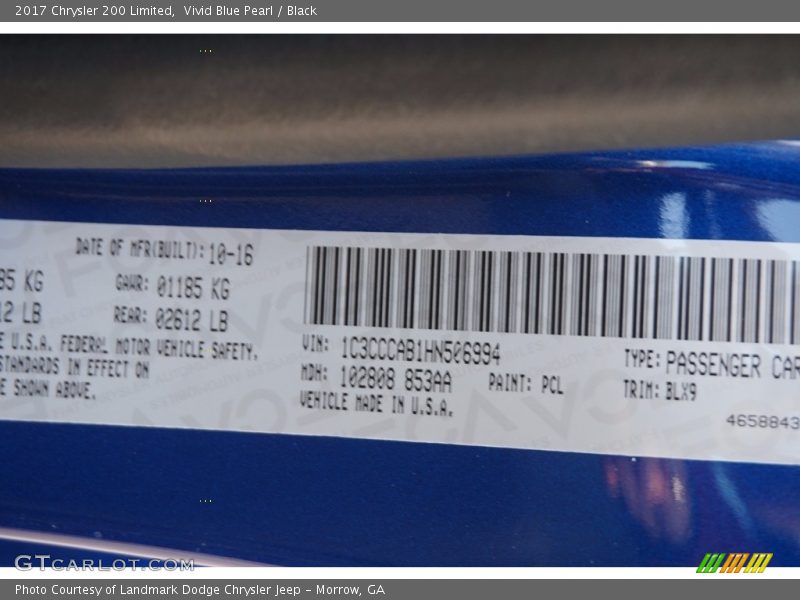 2017 Chrysler 200 Limited, Vivid Blue Pearl / Black
DATE OF MFR(BUILT): 10-16
85 KG GAWR: 01185 KG
12 LB REAR: 02612 LB
E U.S.A. FEDERAL MOTOR VEHICLE SAFETY.
STANDARDS IN EFFECT ON
E SHOWN ABOVE.
VIN: 1C3CCCAB1HN506994
MDH: 102808 853AA PAINT: PCL
VEHICLE MADE IN U.S.A.
TYPE: PASSENGER CAR
TRIM: BLX9
4658843
GTCARLOT.COM
Photo Courtesy of Landmark Dodge Chrysler Jeep - Morrow, GA